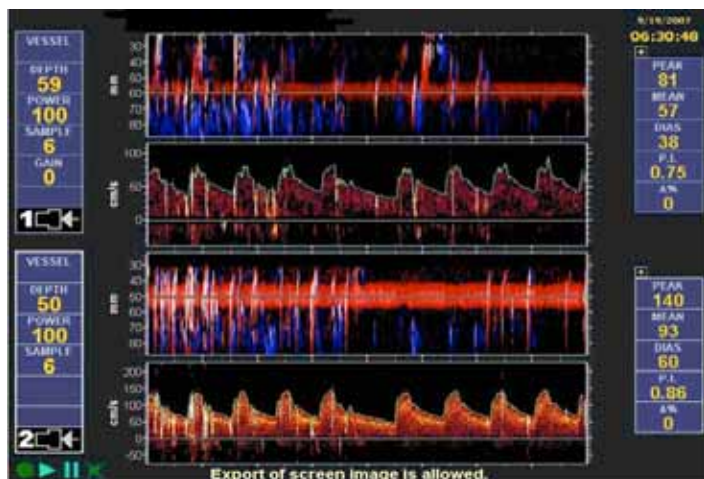 9/19/2007
06:30:48
VESSEL
DEPTH
59
POWER
100
SAMPLE
6
GAIN
0
1
mm
30
40
50
60
70
80
cm/s
100
50
0
PEAK
81
MEAN
57
DIAS
38
P.I.
0.75
A%
0
VESSEL
DEPTH
50
POWER
100
SAMPLE
6
2
mm
30
40
50
60
70
80
cm/s
200
150
100
50
0
-50
PEAK
140
MEAN
93
DIAS
60
P.I.
0.86
A%
0
Export of screen image is allowed.